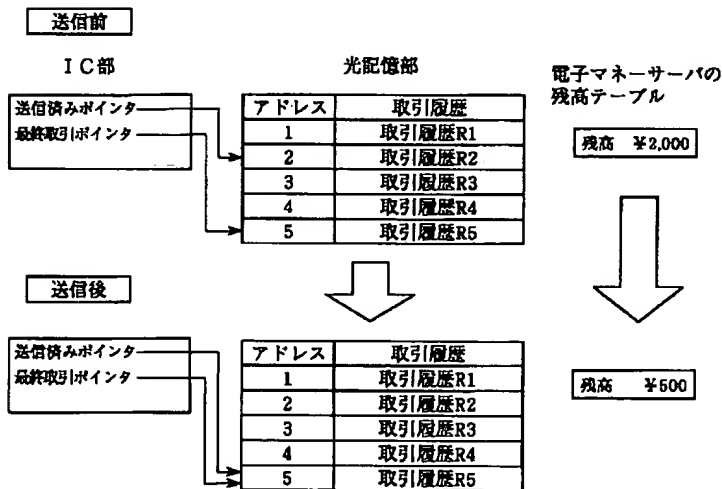 送信前
IC部
光記憶部
電子マネーサーバの
残高テーブル
送信済みポインタ
最終取引ポインタ
アドレス 取引履歴
1 取引履歴R1
2 取引履歴R2
3 取引履歴R3
4 取引履歴R4
5 取引履歴R5
残高 ¥2,000
送信後
送信済みポインタ
最終取引ポインタ
アドレス 取引履歴
1 取引履歴R1
2 取引履歴R2
3 取引履歴R3
4 取引履歴R4
5 取引履歴R5
残高 ¥500